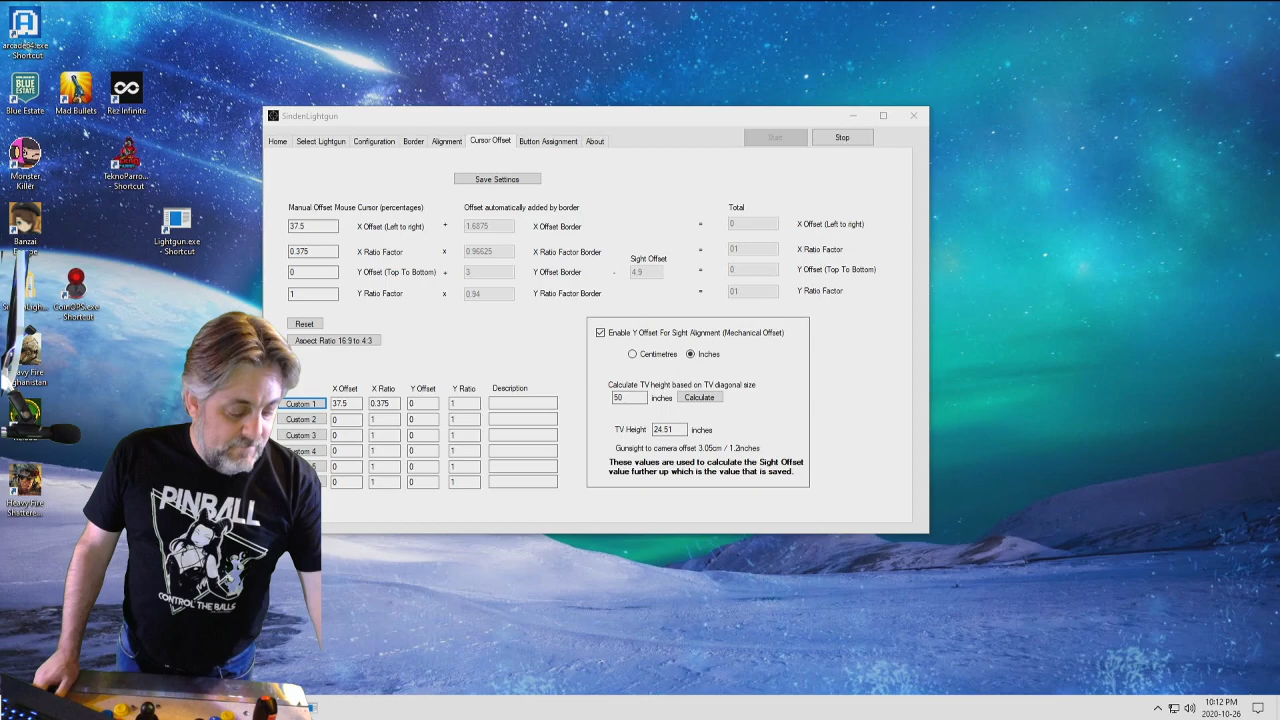 arcade64.exe
- Shortcut
Blue Estate
Mad Bullets
Rez Infinite
Monster
Killer
TeknoParro...
- Shortcut
Banzai
Lightgun.exe
- Shortcut
CoinOPS.exe
- Shortcut
Heavy Fire
Shattere...
SindenLightgun
Home
Select Lightgun
Configuration
Border
Alignment
Cursor Offset
Button Assignment
About
Start
Stop
Save Settings
Manual Offset Mouse Cursor (percentages)
Offset automatically added by border
Total
37.5 X Offset (Left to right) + 1.6875 X Offset Border = 0 X Offset (Left to right)
0.375 X Ratio Factor x 0.96625 X Ratio Factor Border = 01 X Ratio Factor
Sight Offset
0 Y Offset (Top To Bottom) + 3 Y Offset Border - 4.9 = 0 Y Offset (Top To Bottom)
1 Y Ratio Factor x 0.94 Y Ratio Factor Border = 01 Y Ratio Factor
Reset
Aspect Ratio 16:9 to 4:3
X Offset X Ratio Y Offset Y Ratio Description
Custom 1 37.5 0.375 0 1
Custom 2 0 1 0 1
Custom 3 0 1 0 1
4 0 1 0 1
0 1 0 1
0 1 0 1
Enable Y Offset For Sight Alignment (Mechanical Offset)
Centimetres Inches
Calculate TV height based on TV diagonal size
50 inches Calculate
TV Height 24.51 inches
Gunsight to camera offset 3.05cm / 1.2inches
These values are used to calculate the Sight Offset
value further up which is the value that is saved.
PINBALL
CONTROL THE BALLS
10:12 PM
2020-10-26